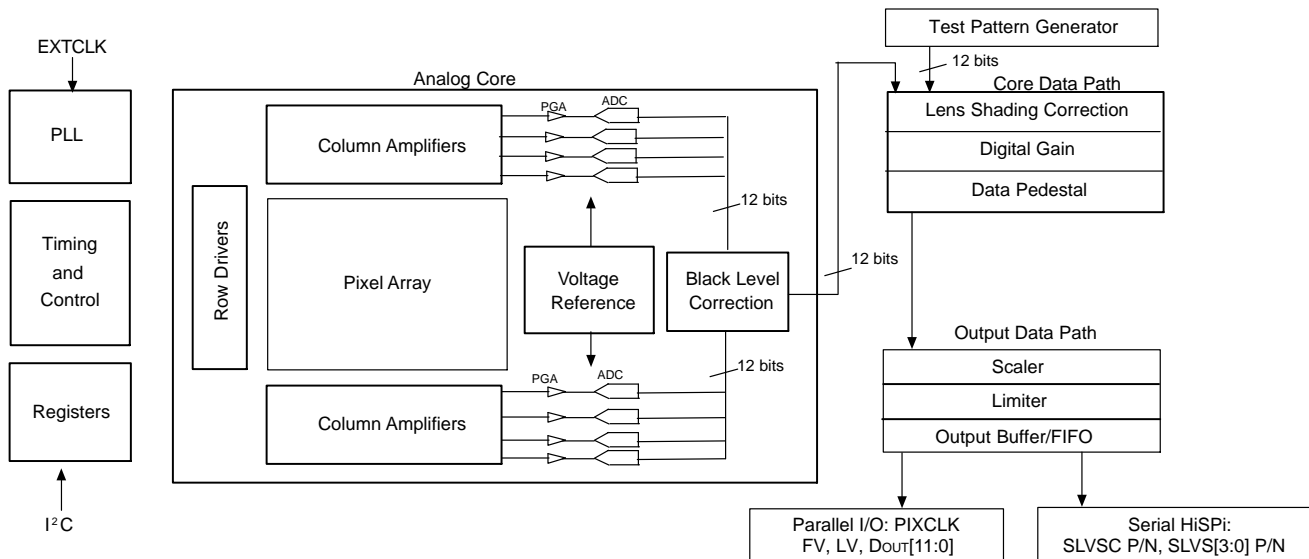 EXTCLK
PLL
Timing
and
Control
Registers
I²C
Analog Core
Column Amplifiers
PGA
ADC
Row Drivers
Pixel Array
Voltage
Reference
12 bits
Black Level
Correction
12 bits
Column Amplifiers
PGA
ADC
12 bits
Test Pattern Generator
12 bits
Core Data Path
Lens Shading Correction
Digital Gain
Data Pedestal
Output Data Path
Scaler
Limiter
Output Buffer/FIFO
Parallel I/O: PIXCLK
FV, LV, DOUT[11:0]
Serial HiSPi:
SLVSC P/N, SLVS[3:0] P/N